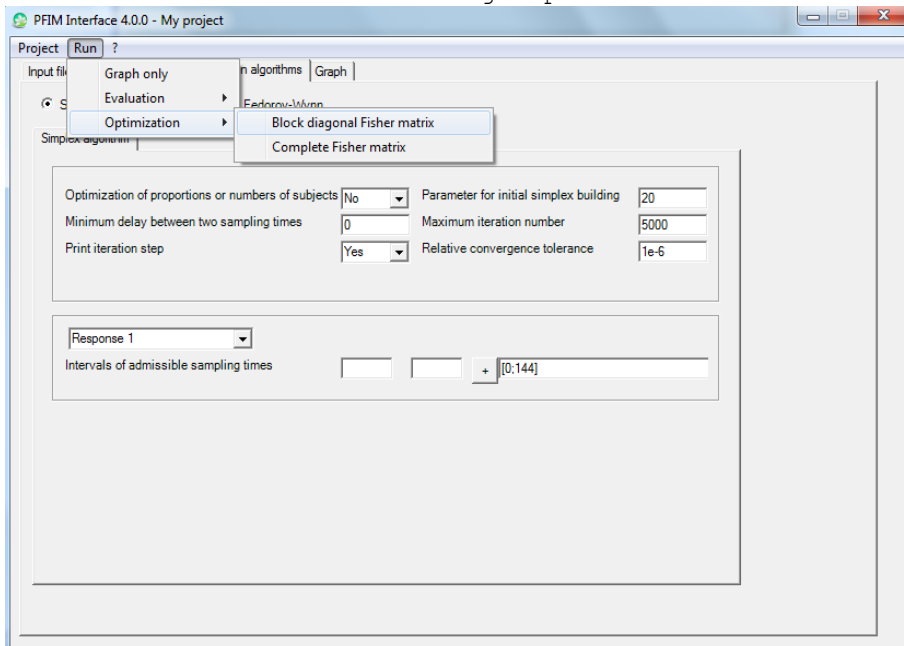 PFIM Interface 4.0.0 - My project
Project Run ?
Input fil n algorithms Graph
Graph only
S Fedorov-Wynn
Evaluation
Optimization
Block diagonal Fisher matrix
Complete Fisher matrix
Simplex algorithm
Optimization of proportions or numbers of subjects No Parameter for initial simplex building 20
Minimum delay between two sampling times 0 Maximum iteration number 5000
Print iteration step Yes Relative convergence tolerance 1e-6
Response 1
Intervals of admissible sampling times + [0;144]